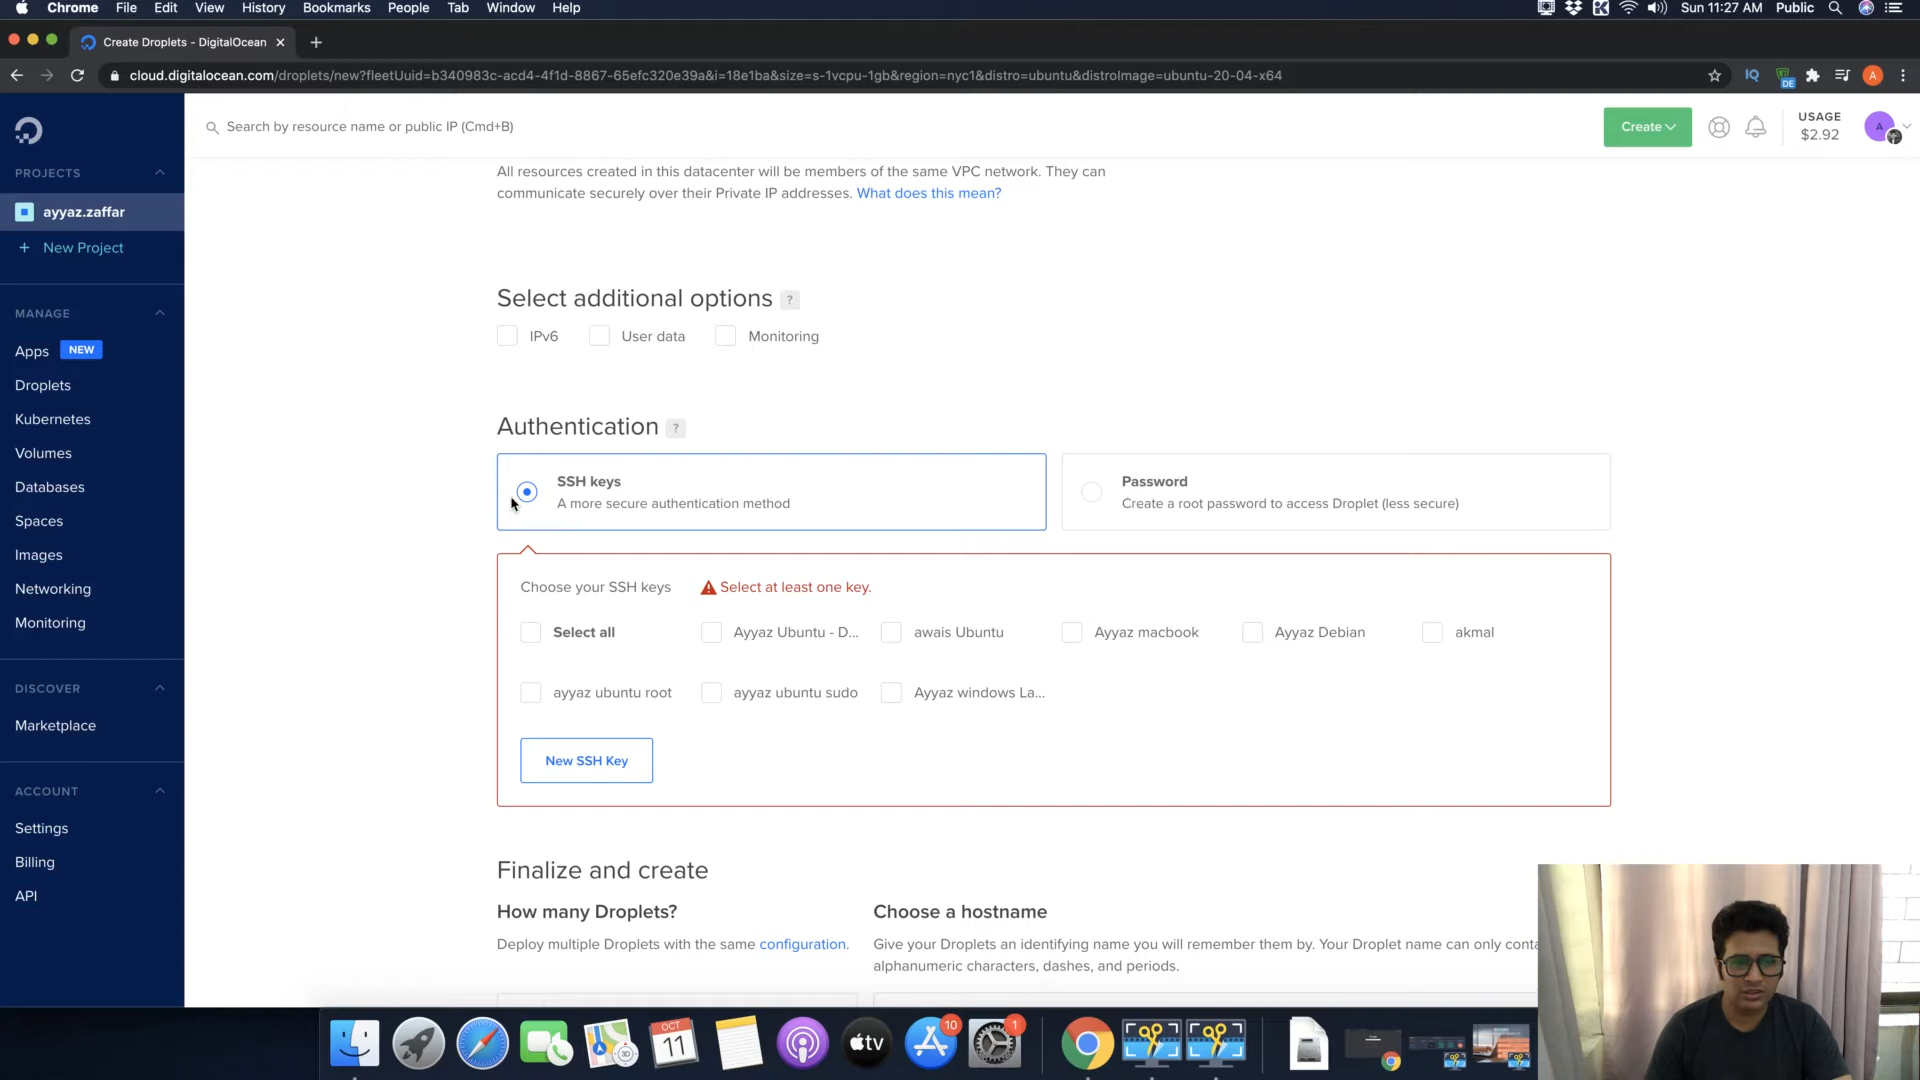 Chrome File Edit View History Bookmarks People Tab Window Help
Sun 11:27 AM Public
Create Droplets - DigitalOcean
cloud.digitalocean.com/droplets/new?fleetUuid=b340983c-acd4-4f1d-8867-65efc320e39a&i=18e1ba&size=s-1vcpu-1gb&region=nyc1&distro=ubuntu&distroImage=ubuntu-20-04-x64
IQ
DE
A
Search by resource name or public IP (Cmd+B)
Create
USAGE
$2.92
A
PROJECTS
ayyaz.zaffar
+ New Project
MANAGE
Apps NEW
Droplets
Kubernetes
Volumes
Databases
Spaces
Images
Networking
Monitoring
DISCOVER
Marketplace
ACCOUNT
Settings
Billing
API
All resources created in this datacenter will be members of the same VPC network. They can
communicate securely over their Private IP addresses. What does this mean?
Select additional options ?
IPv6 User data Monitoring
Authentication ?
SSH keys
A more secure authentication method
Password
Create a root password to access Droplet (less secure)
Choose your SSH keys Select at least one key.
Select all Ayyaz Ubuntu - D... awais Ubuntu Ayyaz macbook Ayyaz Debian akmal
ayyaz ubuntu root ayyaz ubuntu sudo Ayyaz windows La...
New SSH Key
Finalize and create
How many Droplets?
Deploy multiple Droplets with the same configuration.
Choose a hostname
Give your Droplets an identifying name you will remember them by. Your Droplet name can only conta
alphanumeric characters, dashes, and periods.
3D
OCT
11
tv
10
1